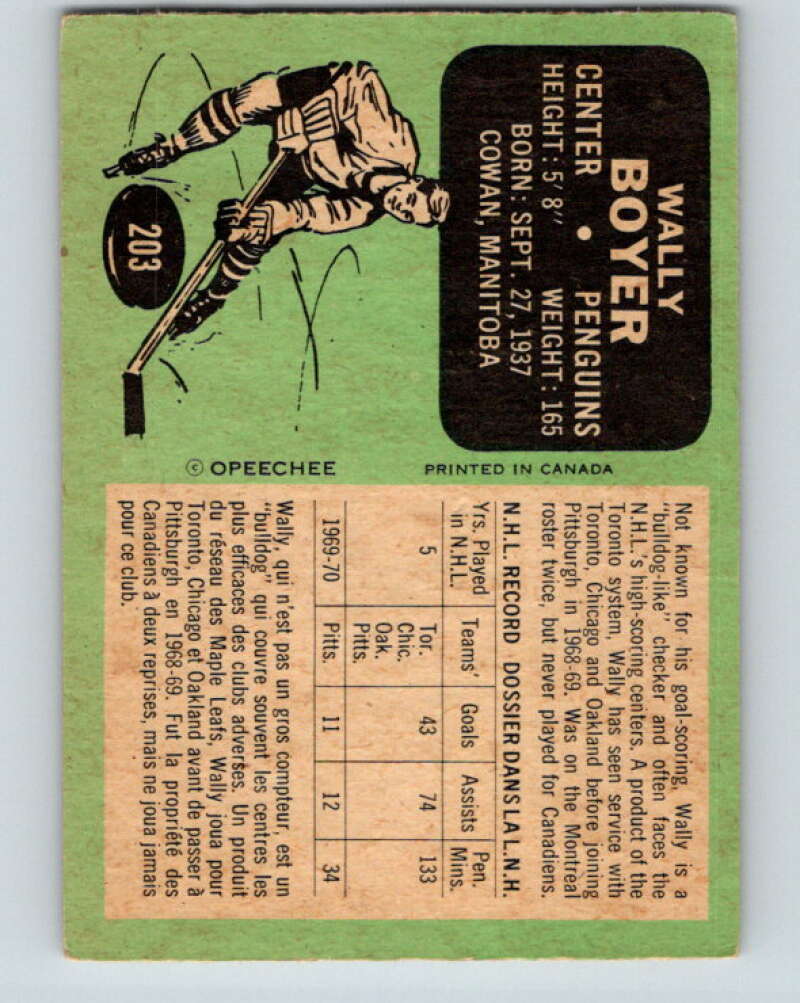 WALLY
BOYER
CENTER • PENGUINS
HEIGHT: 5' 8" WEIGHT: 165
BORN: SEPT. 27, 1937
COWAN, MANITOBA
203
© OPEECHEE PRINTED IN CANADA
Not known for his goal-scoring, Wally is a
"bulldog-like" checker and often faces the
N.H.L.'s high-scoring centers. A product of the
Toronto system, Wally has seen service with
Toronto, Chicago and Oakland before joining
Pittsburgh in 1968-69. Was on the Montreal
roster twice, but never played for Canadiens.
N.H.L. RECORD DOSSIER DANS LA L.N.H.
Yrs. Played Teams' Goals Assists Pen.
in N.H.L. Mins.
5 Tor. 43 74 133
Chic.
Oak.
Pitts.
1969-70 Pitts. 11 12 34
Wally, qui n'est pas un gros compteur, est un
"bulldog" qui couvre souvent les centres les
plus efficaces des clubs adverses. Un produit
du réseau des Maple Leafs, Wally joua pour
Toronto, Chicago et Oakland avant de passer à
Pittsburgh en 1968-69. Fut la propriété des
Canadiens à deux reprises, mais ne joua jamais
pour ce club.